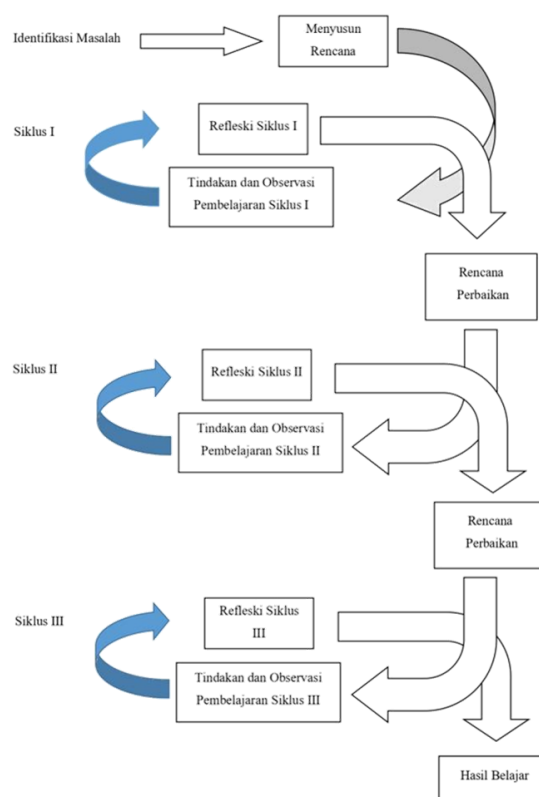 Identifikasi Masalah
Menyusun
Rencana
Siklus I
Refleski Siklus I
Tindakan dan Observasi
Pembelajaran Siklus I
Rencana
Perbaikan
Siklus II
Refleski Siklus II
Tindakan dan Observasi
Pembelajaran Siklus II
Rencana
Perbaikan
Siklus III
Refleski Siklus
III
Tindakan dan Observasi
Pembelajaran Siklus III
Hasil Belajar